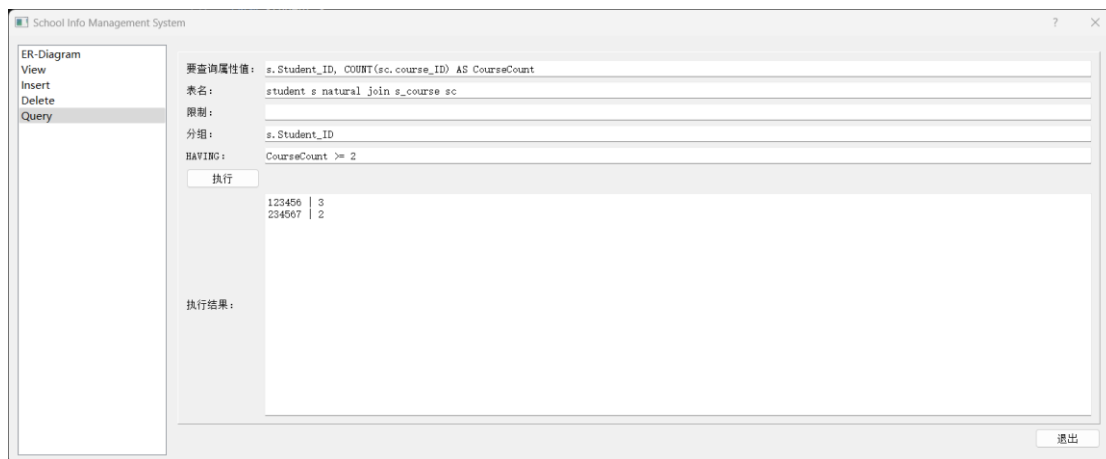 School Info Management System
ER-Diagram
View
Insert
Delete
Query
要查询属性值： s.Student_ID, COUNT(sc.course_ID) AS CourseCount
表名： student s natural join s_course sc
限制：
分组： s.Student_ID
HAVING： CourseCount >= 2
执行
123456 | 3
234567 | 2
执行结果：
退出